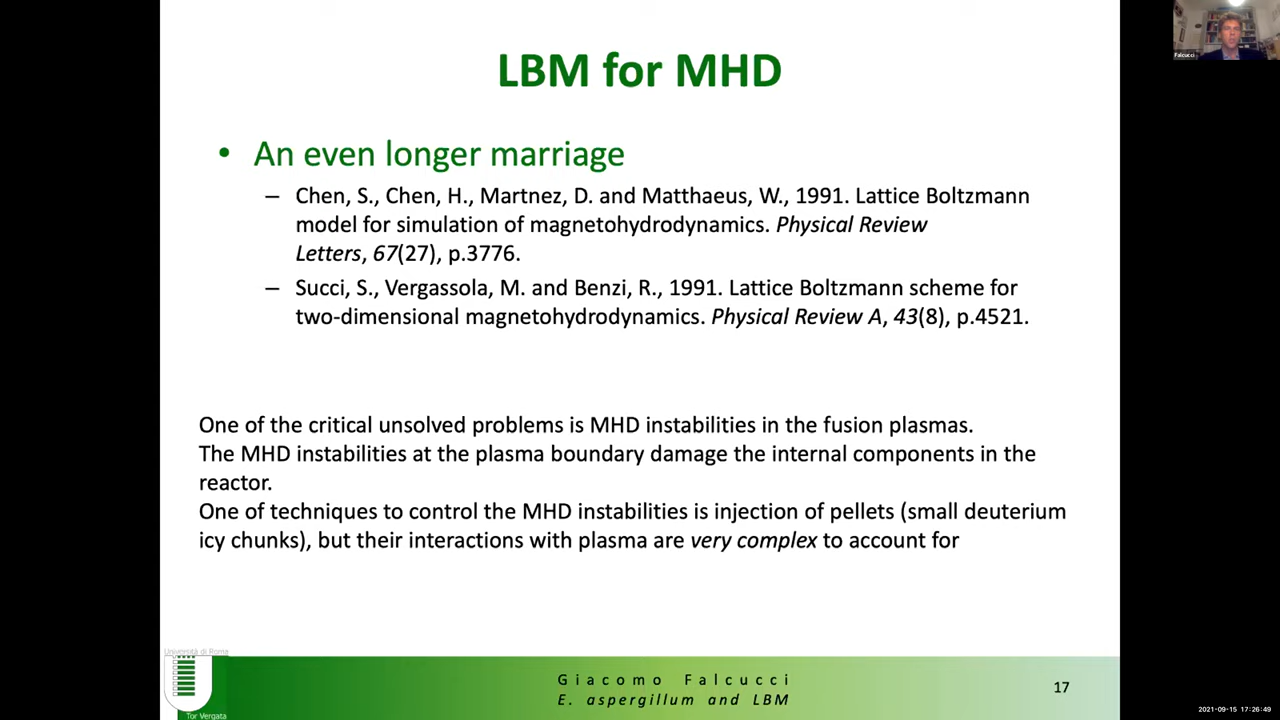 LBM for MHD
Falcucci
• An even longer marriage
– Chen, S., Chen, H., Martnez, D. and Matthaeus, W., 1991. Lattice Boltzmann
model for simulation of magnetohydrodynamics. Physical Review
Letters, 67(27), p.3776.
– Succi, S., Vergassola, M. and Benzi, R., 1991. Lattice Boltzmann scheme for
two-dimensional magnetohydrodynamics. Physical Review A, 43(8), p.4521.
One of the critical unsolved problems is MHD instabilities in the fusion plasmas.
The MHD instabilities at the plasma boundary damage the internal components in the
reactor.
One of techniques to control the MHD instabilities is injection of pellets (small deuterium
icy chunks), but their interactions with plasma are very complex to account for
Università di Roma
Tor Vergata
Giacomo Falcucci
E. aspergillum and LBM
17
2021-09-15 17:26:49